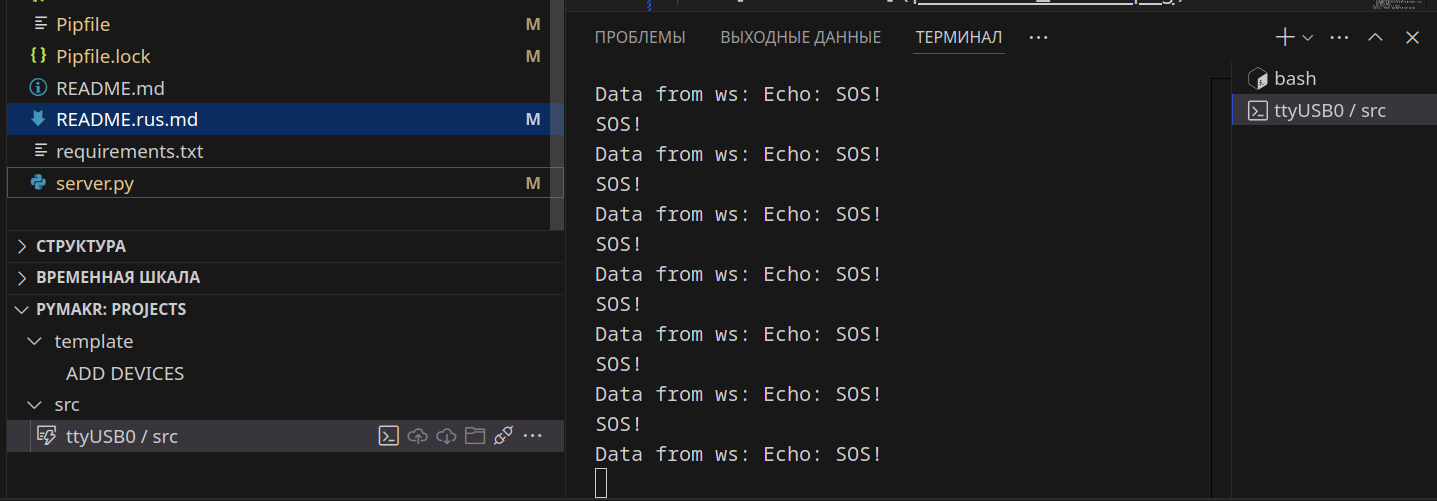 Pipfile M
Pipfile.lock M
README.md
README.rus.md M
requirements.txt
server.py M
СТРУКТУРА
ВРЕМЕННАЯ ШКАЛА
PYMAKR: PROJECTS
template
ADD DEVICES
src
ttyUSB0 / src
ПРОБЛЕМЫ ВЫХОДНЫЕ ДАННЫЕ ТЕРМИНАЛ
Data from ws: Echo: SOS!
SOS!
Data from ws: Echo: SOS!
SOS!
Data from ws: Echo: SOS!
SOS!
Data from ws: Echo: SOS!
SOS!
Data from ws: Echo: SOS!
SOS!
Data from ws: Echo: SOS!
SOS!
Data from ws: Echo: SOS!
bash
ttyUSB0 / src